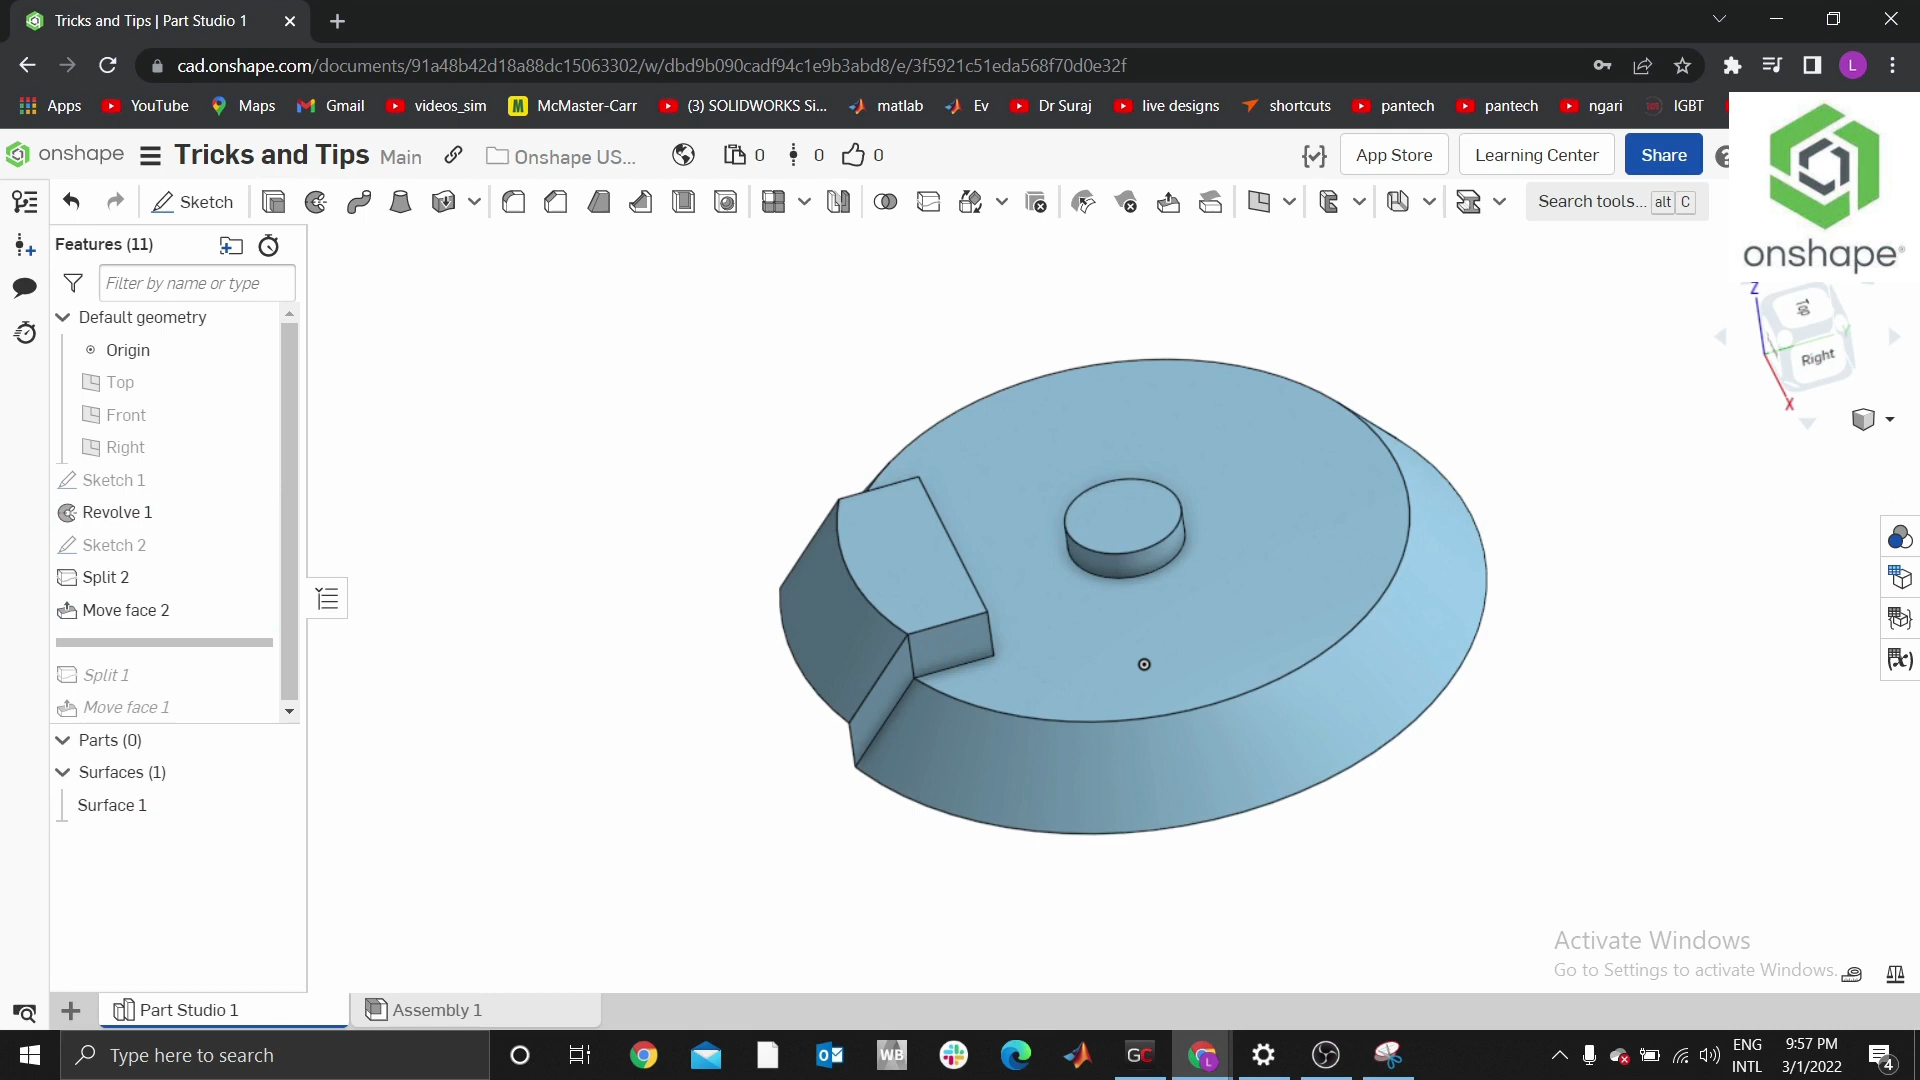 Tricks and Tips | Part Studio 1
cad.onshape.com/documents/91a48b42d18a88dc15063302/w/dbd9b090cadf94c1e9b3abd8/e/3f5921c51eda568f70d0e32f
L
Apps YouTube Maps Gmail videos_sim McMaster-Carr (3) SOLIDWORKS Si... matlab Ev Dr Suraj live designs shortcuts pantech pantech ngari IGBT
onshape Tricks and Tips Main Onshape US... 0 0 0 App Store Learning Center Share
Sketch Search tools... alt C
onshape
Features (11)
Filter by name or type
Default geometry
Origin
Top
Front
Right
Sketch 1
Revolve 1
Sketch 2
Split 2
Move face 2
Split 1
Move face 1
Parts (0)
Surfaces (1)
Surface 1
Z
Top
Y
Right
X
Activate Windows
Go to Settings to activate Windows.
Part Studio 1 Assembly 1
Type here to search
WB
GC
ENG
INTL
9:57 PM
3/1/2022
4